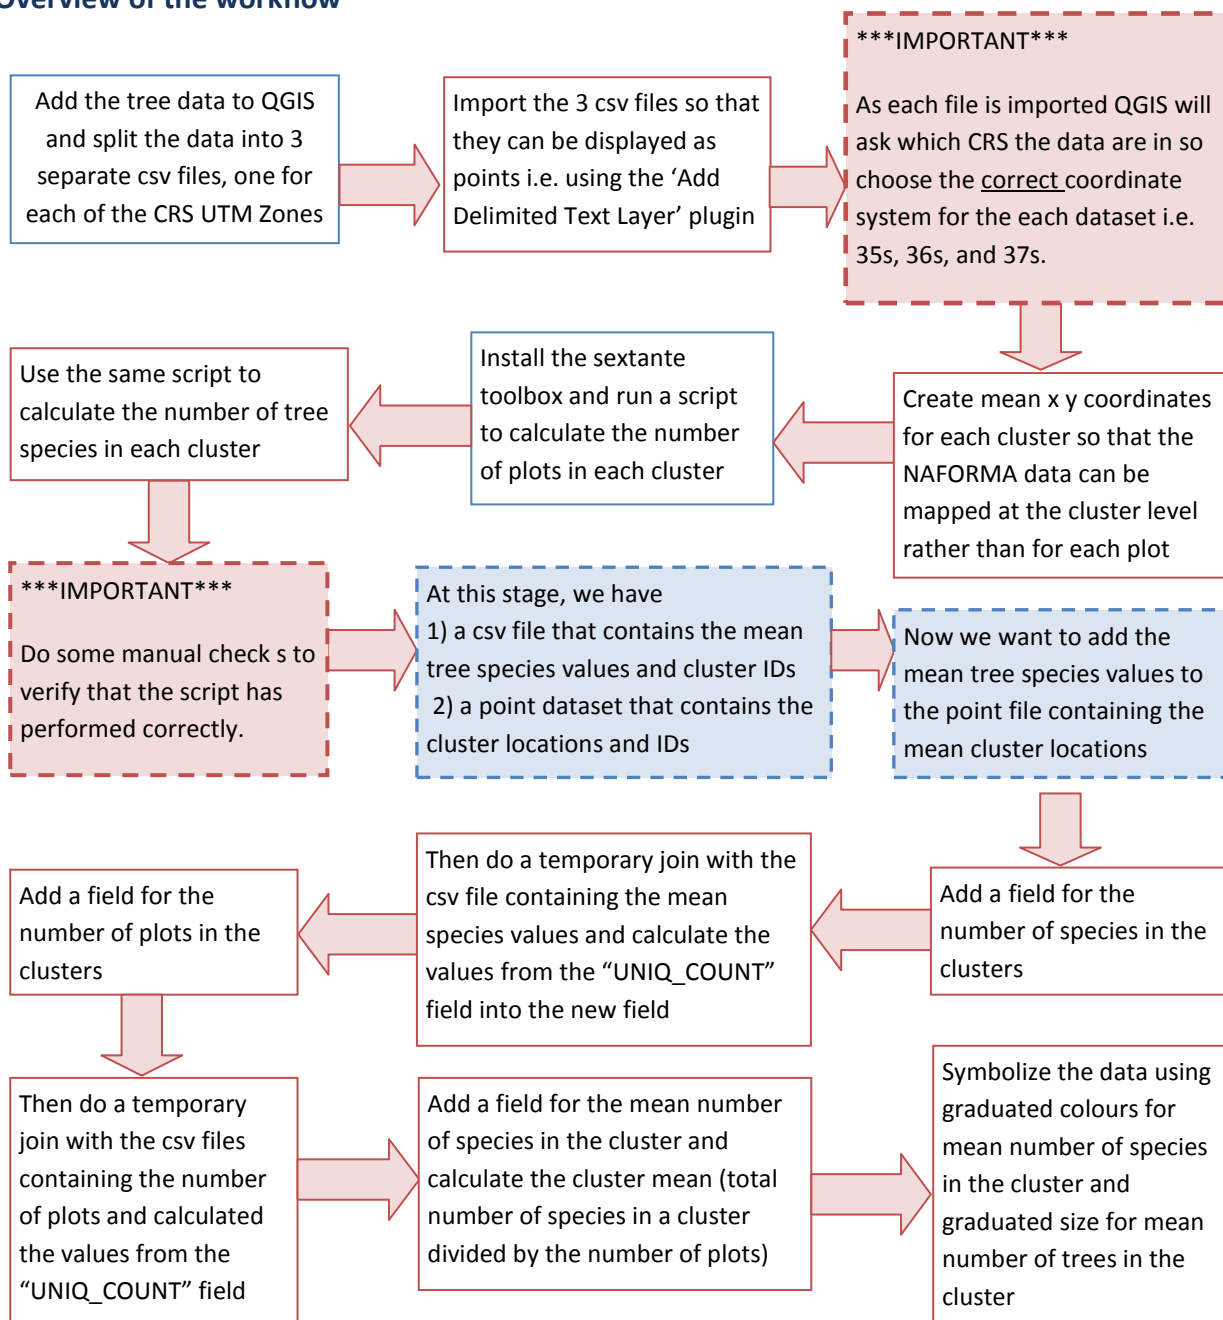 Overview of the workflow
Add the tree data to QGIS
and split the data into 3
separate csv files, one for
each of the CRS UTM Zones
Import the 3 csv files so that
they can be displayed as
points i.e. using the ‘Add
Delimited Text Layer’ plugin
***IMPORTANT***
As each file is imported QGIS will
ask which CRS the data are in so
choose the correct coordinate
system for the each dataset i.e.
35s, 36s, and 37s.
Create mean x y coordinates
for each cluster so that the
NAFORMA data can be
mapped at the cluster level
rather than for each plot
Install the sextante
toolbox and run a script
to calculate the number
of plots in each cluster
Use the same script to
calculate the number of tree
species in each cluster
***IMPORTANT***
Do some manual check s to
verify that the script has
performed correctly.
At this stage, we have
1) a csv file that contains the mean
tree species values and cluster IDs
2) a point dataset that contains the
cluster locations and IDs
Now we want to add the
mean tree species values to
the point file containing the
mean cluster locations
Add a field for the
number of species in the
clusters
Then do a temporary join with the
csv file containing the mean
species values and calculate the
values from the “UNIQ_COUNT”
field into the new field
Add a field for the
number of plots in the
clusters
Then do a temporary
join with the csv files
containing the number
of plots and calculated
the values from the
“UNIQ_COUNT” field
Add a field for the mean number
of species in the cluster and
calculate the cluster mean (total
number of species in a cluster
divided by the number of plots)
Symbolize the data using
graduated colours for
mean number of species
in the cluster and
graduated size for mean
number of trees in the
cluster